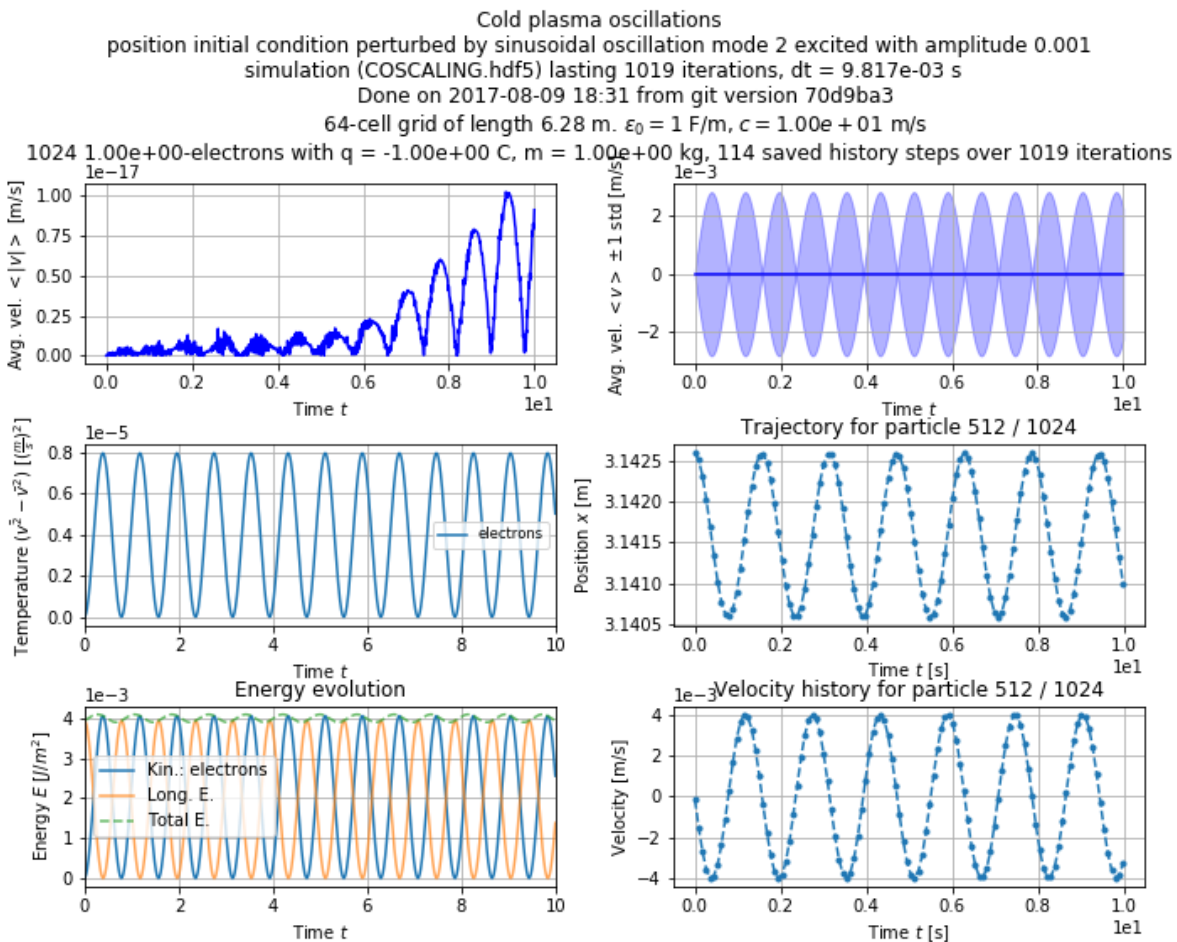 Cold plasma oscillations
position initial condition perturbed by sinusoidal oscillation mode 2 excited with amplitude 0.001
simulation (COSCALING.hdf5) lasting 1019 iterations, dt = 9.817e-03 s
Done on 2017-08-09 18:31 from git version 70d9ba3
64-cell grid of length 6.28 m. ε₀ = 1 F/m, c = 1.00e + 01 m/s
1024 1.00e+00-electrons with q = -1.00e+00 C, m = 1.00e+00 kg, 114 saved history steps over 1019 iterations
1e−17
Avg. vel. <|v|> [m/s]
1.00
0.75
0.50
0.25
0.00
0.0 0.2 0.4 0.6 0.8 1.0
1e1
Time t
1e−3
Avg. vel. <v> ±1 std [m/s]
2
0
−2
0.0 0.2 0.4 0.6 0.8 1.0
1e1
Time t
1e−5
Temperature (v̄² − v̄²) [(m/s)²]
0.8
0.6
0.4
0.2
0.0
electrons
0 2 4 6 8 10
Time t
Trajectory for particle 512 / 1024
Position x [m]
3.1425
3.1420
3.1415
3.1410
3.1405
0.0 0.2 0.4 0.6 0.8 1.0
1e1
Time t [s]
Energy evolution
1e−3
Energy E [J/m²]
4
3
2
1
0
Kin.: electrons
Long. E.
Total E.
0 2 4 6 8 10
Time t
Velocity history for particle 512 / 1024
1e−3
Velocity [m/s]
4
2
0
−2
−4
0.0 0.2 0.4 0.6 0.8 1.0
1e1
Time t [s]